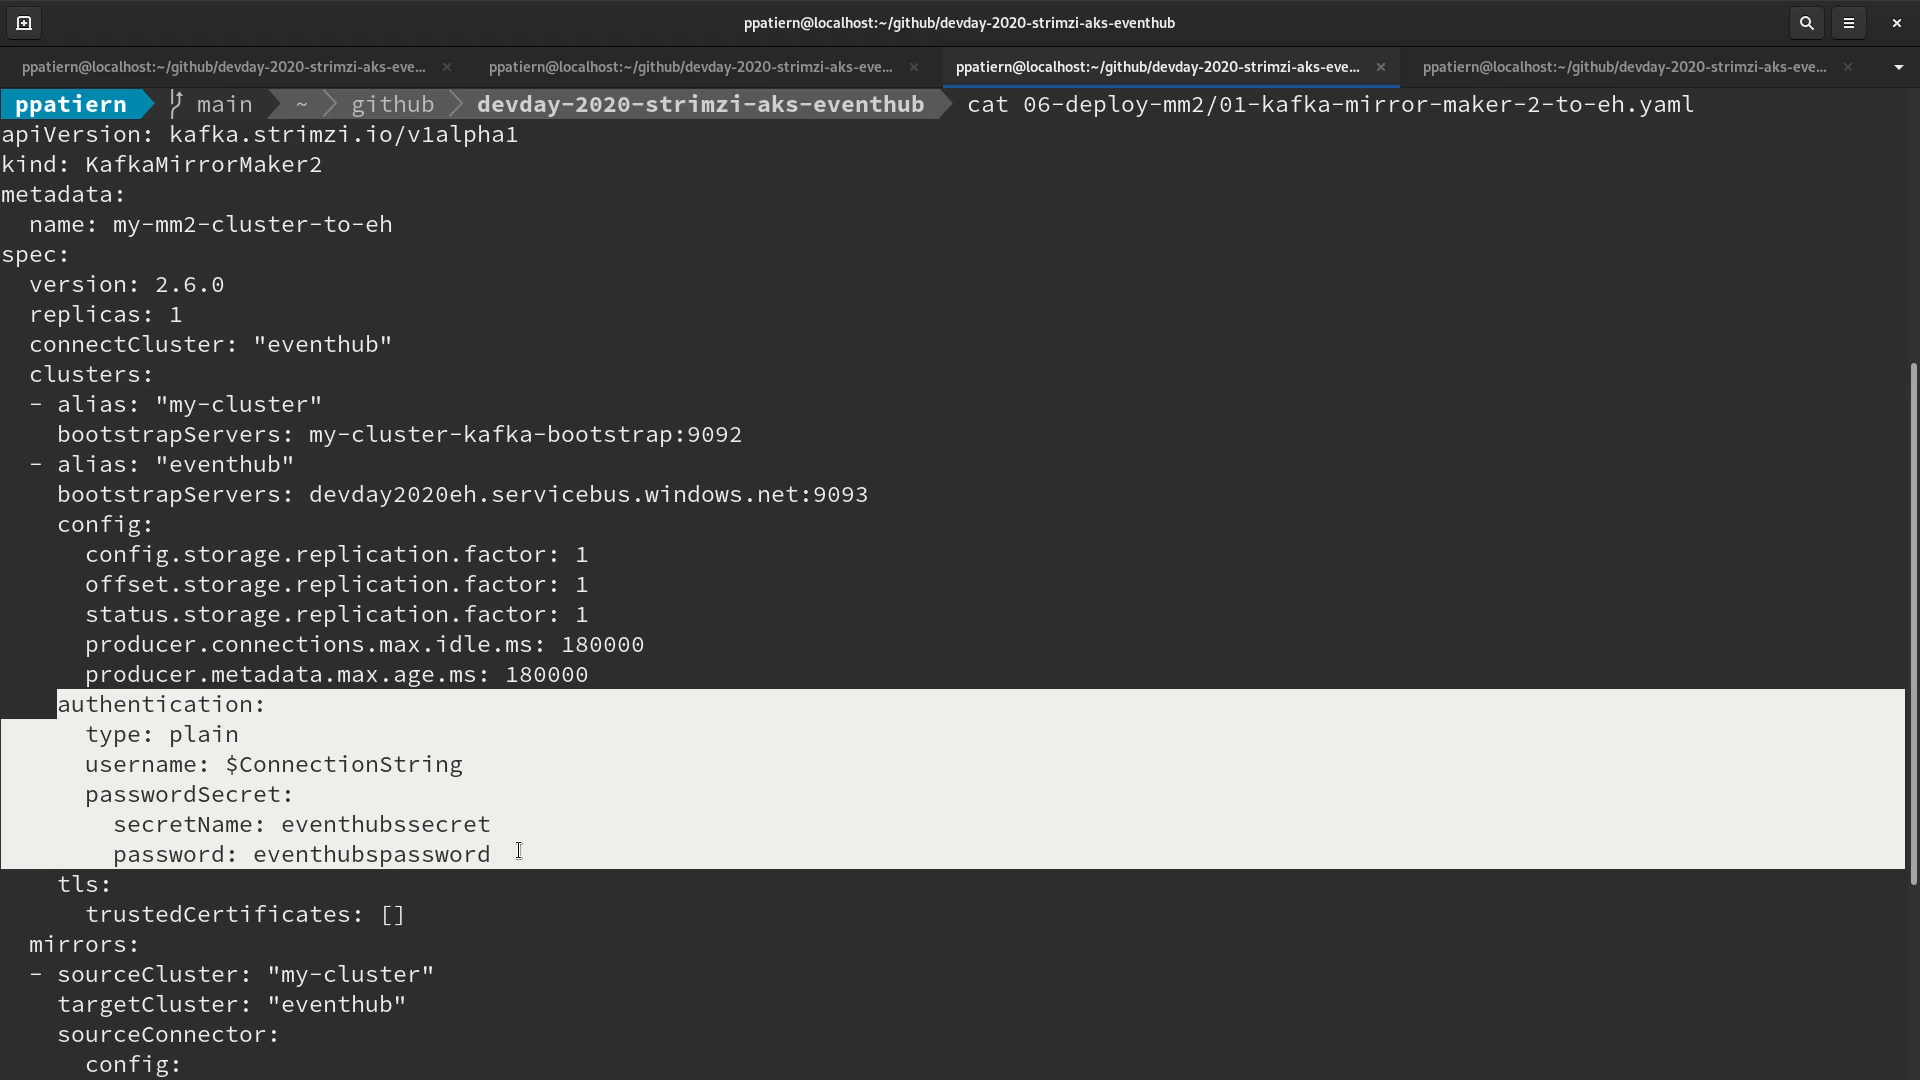 ppatiern@localhost:~/github/devday-2020-strimzi-aks-eventhub
ppatiern@localhost:~/github/devday-2020-strimzi-aks-eve... × ppatiern@localhost:~/github/devday-2020-strimzi-aks-eve... × ppatiern@localhost:~/github/devday-2020-strimzi-aks-eve... × ppatiern@localhost:~/github/devday-2020-strimzi-aks-eve... ×
ppatiern main ~ github devday-2020-strimzi-aks-eventhub cat 06-deploy-mm2/01-kafka-mirror-maker-2-to-eh.yaml
apiVersion: kafka.strimzi.io/v1alpha1
kind: KafkaMirrorMaker2
metadata:
  name: my-mm2-cluster-to-eh
spec:
  version: 2.6.0
  replicas: 1
  connectCluster: "eventhub"
  clusters:
  - alias: "my-cluster"
    bootstrapServers: my-cluster-kafka-bootstrap:9092
  - alias: "eventhub"
    bootstrapServers: devday2020eh.servicebus.windows.net:9093
    config:
      config.storage.replication.factor: 1
      offset.storage.replication.factor: 1
      status.storage.replication.factor: 1
      producer.connections.max.idle.ms: 180000
      producer.metadata.max.age.ms: 180000
    authentication:
      type: plain
      username: $ConnectionString
      passwordSecret:
        secretName: eventhubssecret
        password: eventhubspassword
    tls:
      trustedCertificates: []
  mirrors:
  - sourceCluster: "my-cluster"
    targetCluster: "eventhub"
    sourceConnector:
      config: